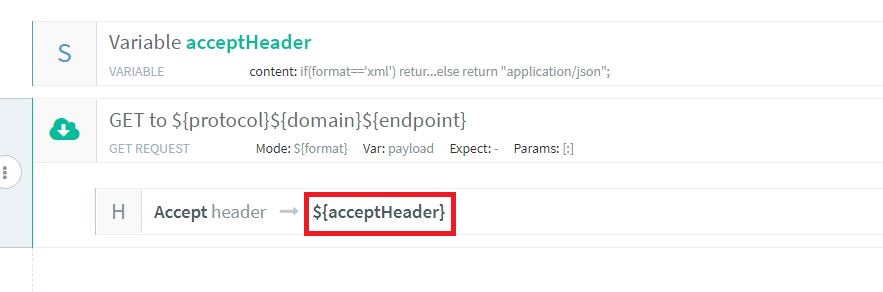 S
Variable acceptHeader
VARIABLE content: if(format=='xml') retur...else return "application/json";
GET to ${protocol}${domain}${endpoint}
GET REQUEST Mode: ${format} Var: payload Expect: - Params: [:]
H Accept header → ${acceptHeader}